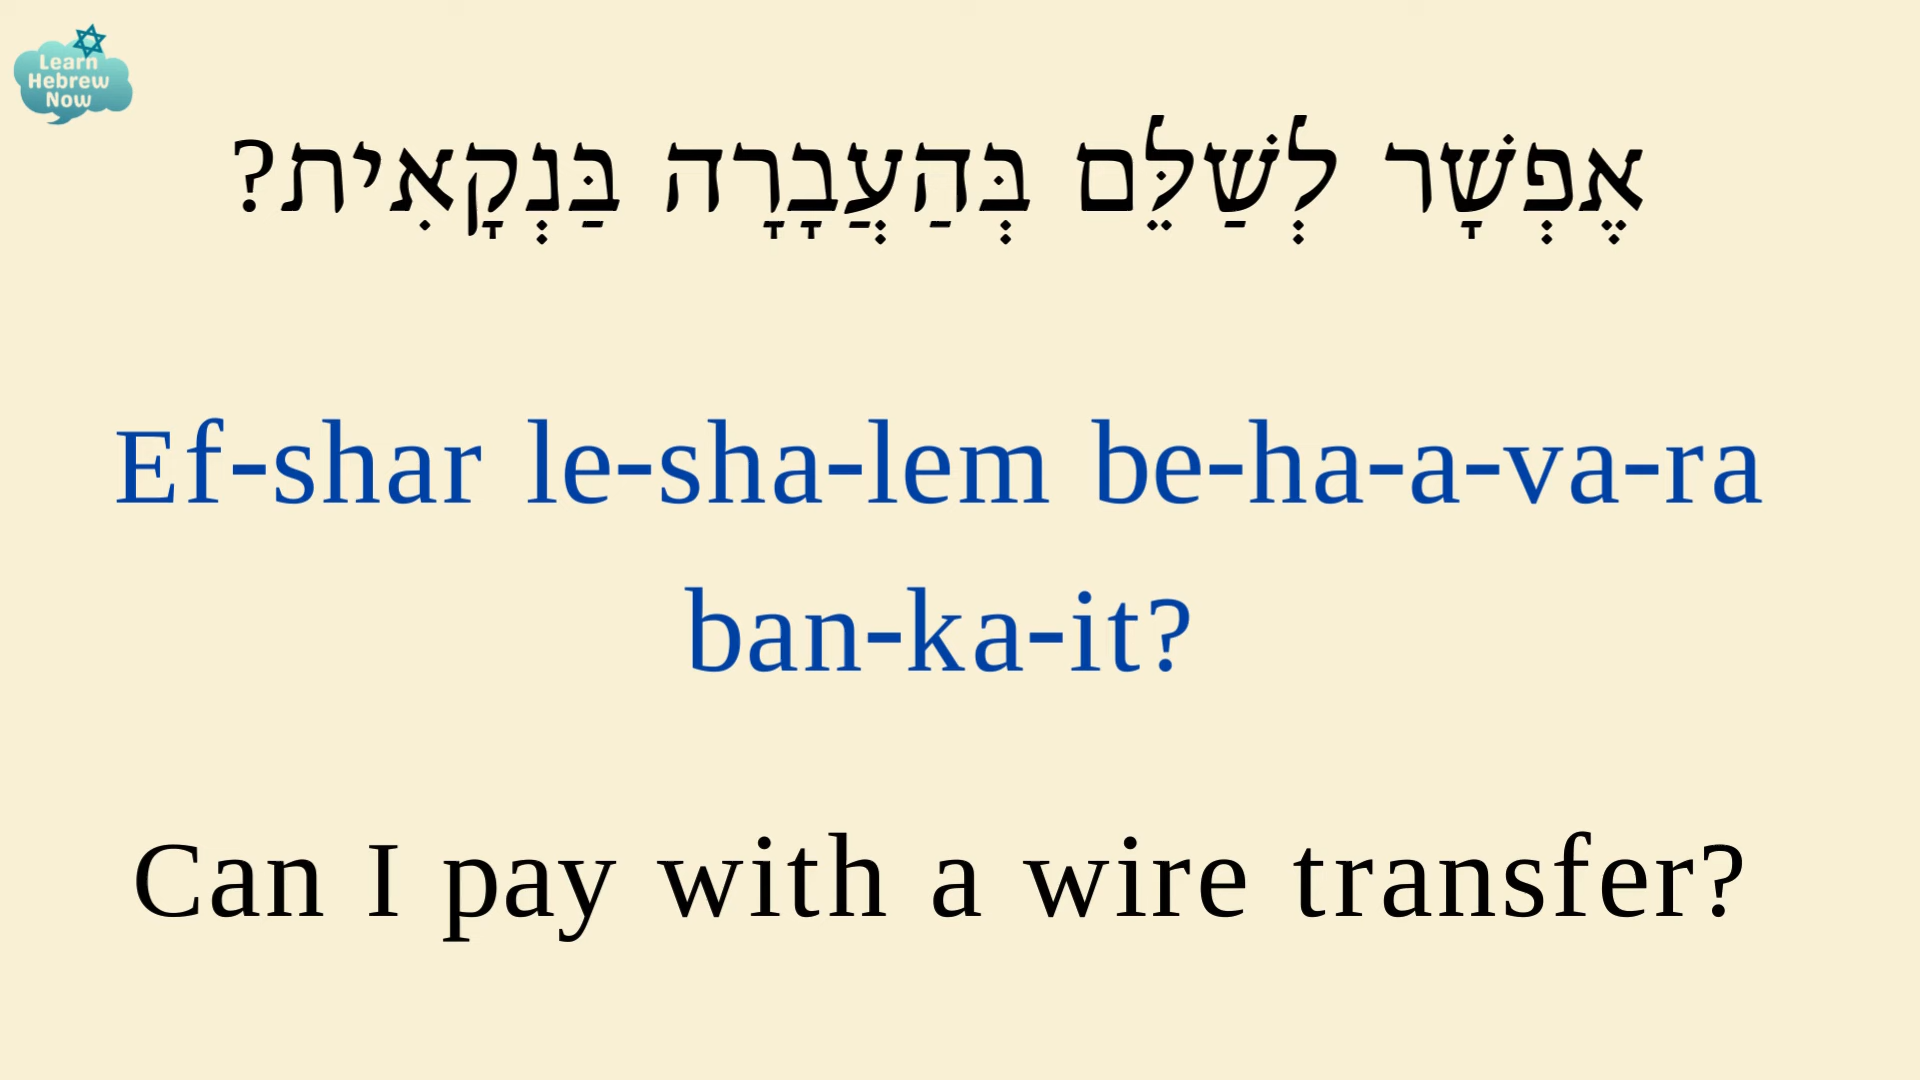 Learn
Hebrew
Now
אֶפְשָׁר לְשַׁלֵּם בְּהַעֲבָרָה בַּנְקָאִית?
Ef-shar le-sha-lem be-ha-a-va-ra
ban-ka-it?
Can I pay with a wire transfer?